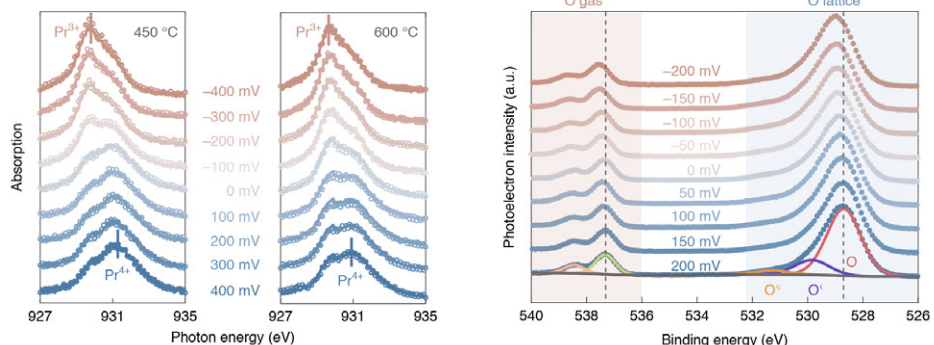 Pr3+
450 °C
Pr3+
600 °C
O gas
O lattice
−400 mV
−300 mV
−200 mV
−100 mV
0 mV
100 mV
200 mV
300 mV
400 mV
Pr4+
Pr4+
−200 mV
−150 mV
−100 mV
−50 mV
0 mV
50 mV
100 mV
150 mV
200 mV
O
Absorption
Photoelectron intensity (a.u.)
927 931 935
927 931 935
540 538 536 534 532 530 528 526
Photon energy (eV)
Binding energy (eV)